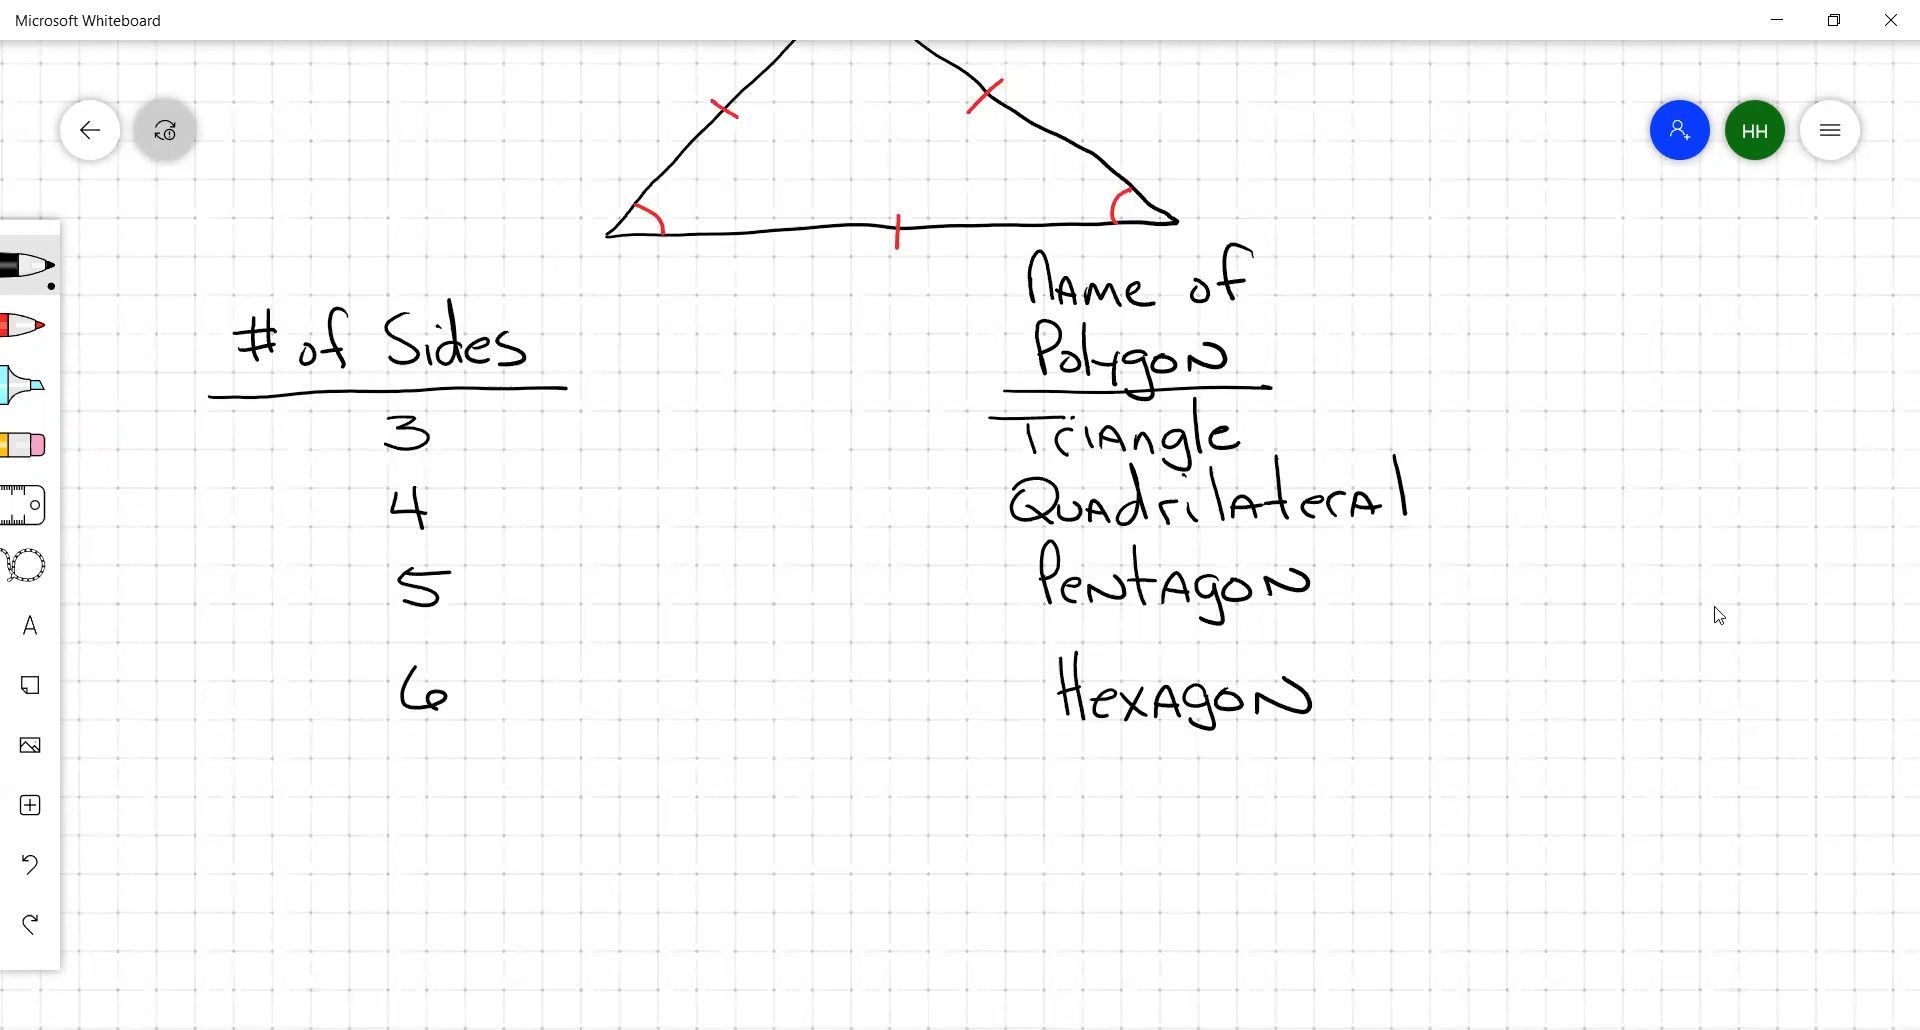 Microsoft Whiteboard
HH
Name of
# of Sides
Polygon
3 Triangle
4 Quadrilateral
5 Pentagon
6 Hexagon
A